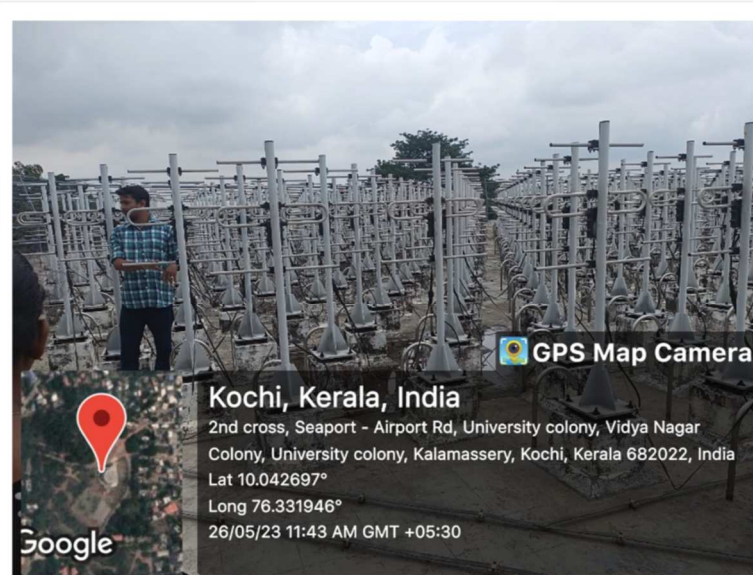 GPS Map Camera
Kochi, Kerala, India
2nd cross, Seaport - Airport Rd, University colony, Vidya Nagar
Colony, University colony, Kalamassery, Kochi, Kerala 682022, India
Lat 10.042697°
Long 76.331946°
26/05/23 11:43 AM GMT +05:30
Google